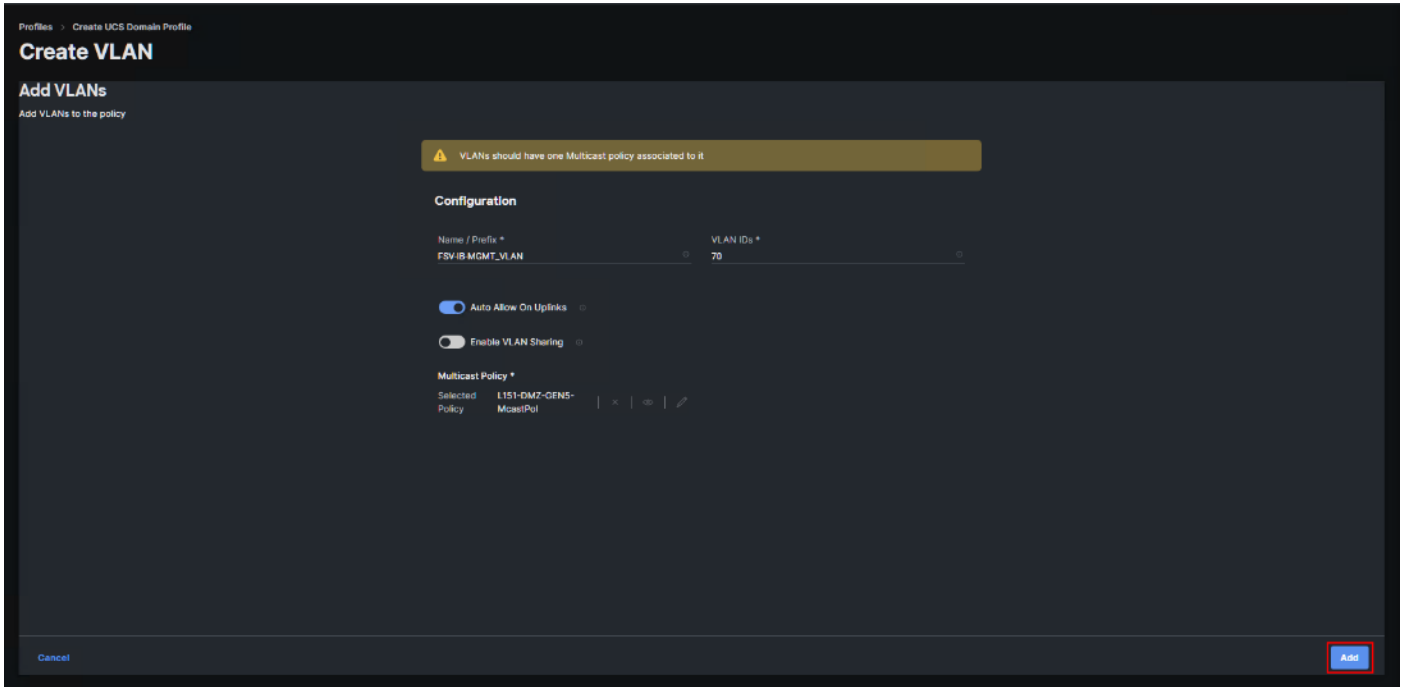 Profiles > Create UCS Domain Profile
Create VLAN
Add VLANs
Add VLANs to the policy
VLANs should have one Multicast policy associated to it
Configuration
Name / Prefix * VLAN IDs *
FSV-IB-MGMT_VLAN 70
Auto Allow On Uplinks
Enable VLAN Sharing
Multicast Policy *
Selected L151-DMZ-GEN5-
Policy McastPol
Cancel Add